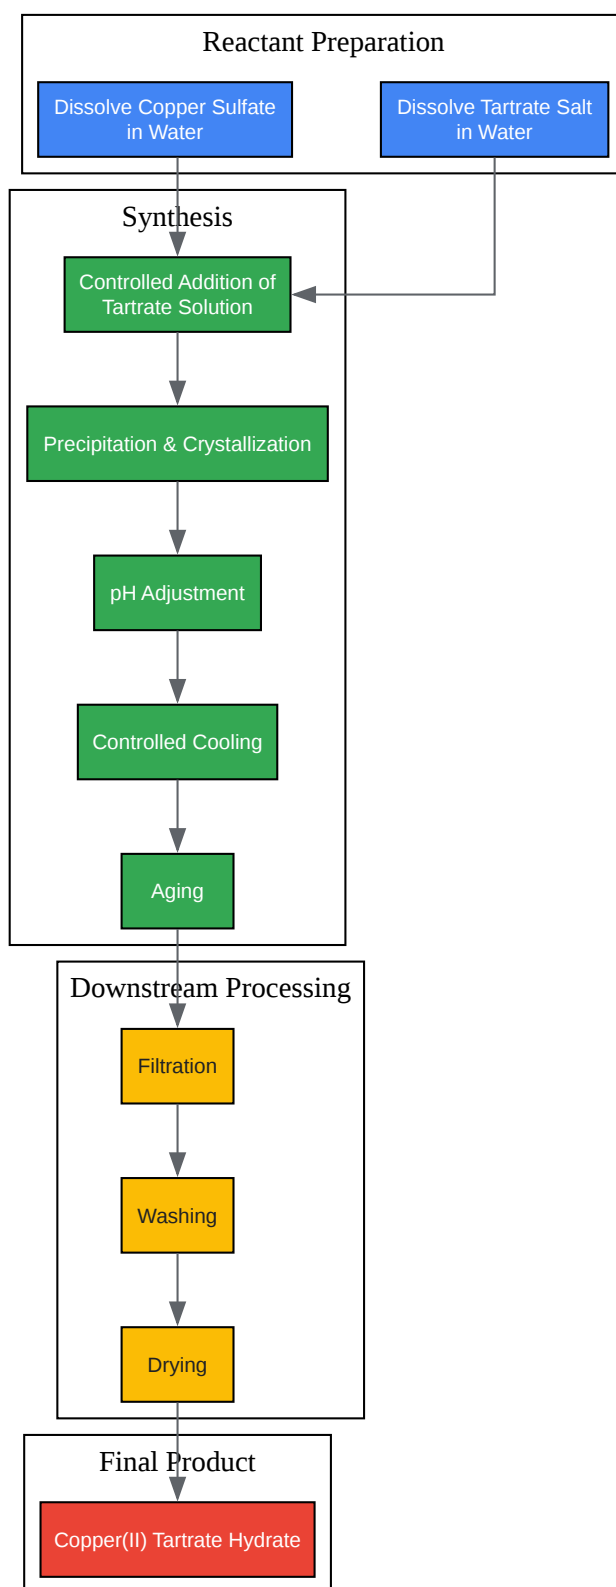 Reactant Preparation
Dissolve Copper Sulfate
in Water
Dissolve Tartrate Salt
in Water
Synthesis
Controlled Addition of
Tartrate Solution
Precipitation & Crystallization
pH Adjustment
Controlled Cooling
Aging
Downstream Processing
Filtration
Washing
Drying
Final Product
Copper(II) Tartrate Hydrate